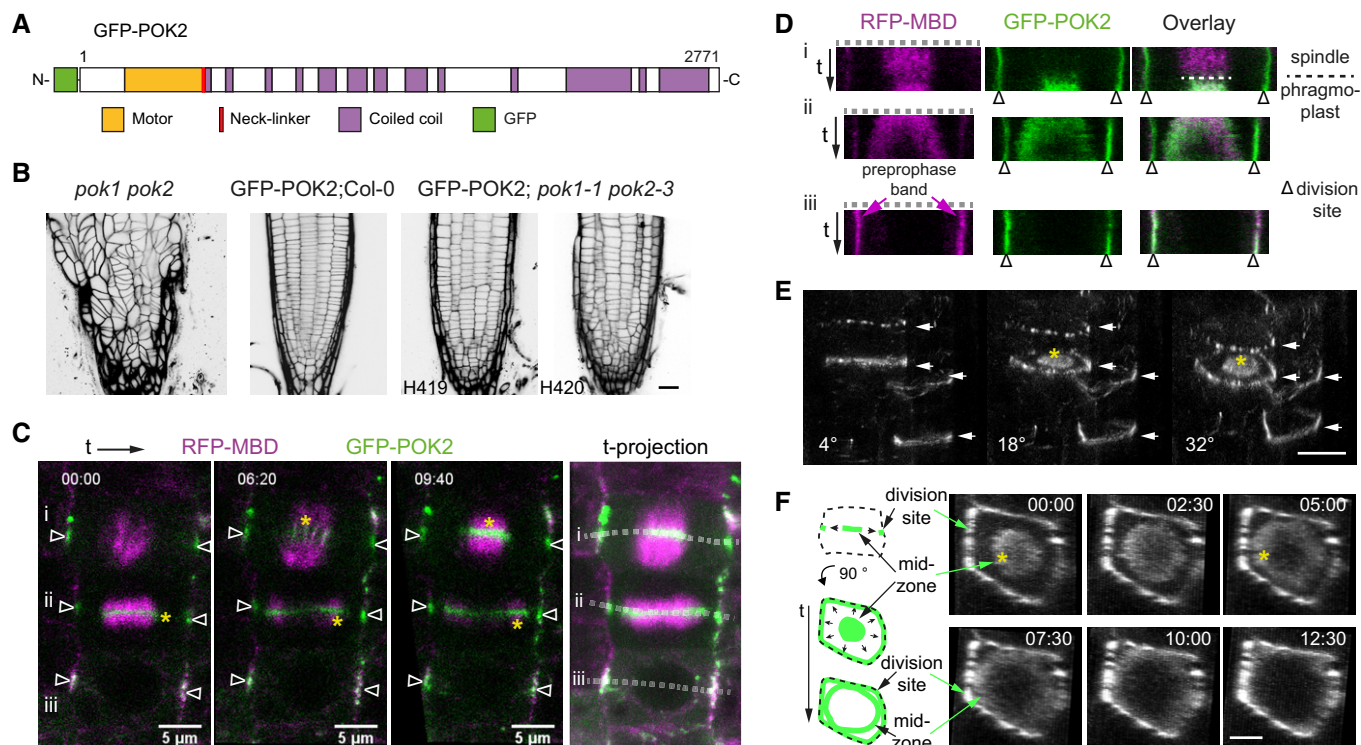 A
GFP-POK2
1
2771
N-
-C
Motor
Neck-linker
Coiled coil
GFP
B
pok1 pok2
GFP-POK2;Col-0
GFP-POK2; pok1-1 pok2-3
H419
H420
C
t
RFP-MBD
GFP-POK2
t-projection
00:00
06:20
09:40
i
ii
iii
5 µm
5 µm
5 µm
i
ii
iii
D
RFP-MBD
GFP-POK2
Overlay
i
t
spindle
phragmo-
plast
ii
t
preprophase
band
Δ division
site
iii
t
E
4°
18°
32°
F
division
site
mid-
zone
90 °
t
division
site
mid-
zone
00:00
02:30
05:00
07:30
10:00
12:30